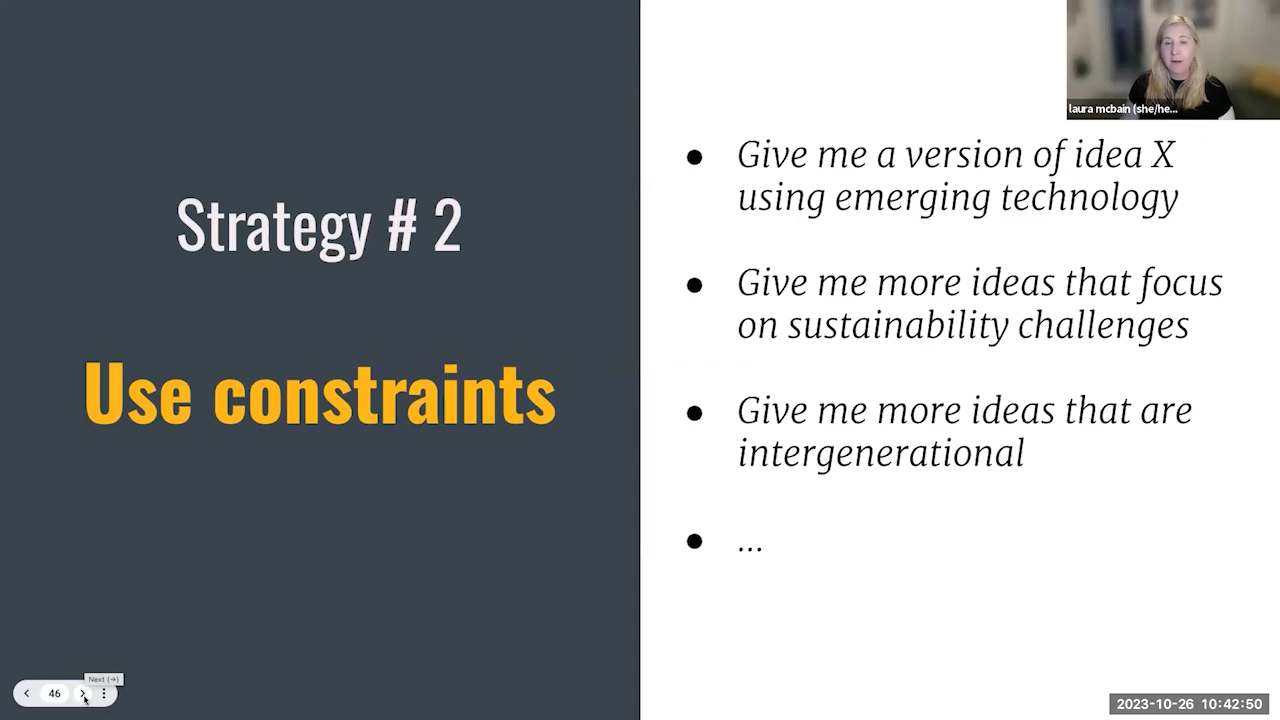 laura mcbain (she/he...
Strategy # 2
Use constraints
● Give me a version of idea X
using emerging technology
● Give me more ideas that focus
on sustainability challenges
● Give me more ideas that are
intergenerational
● ...
Next (→)
46
2023-10-26 10:42:50